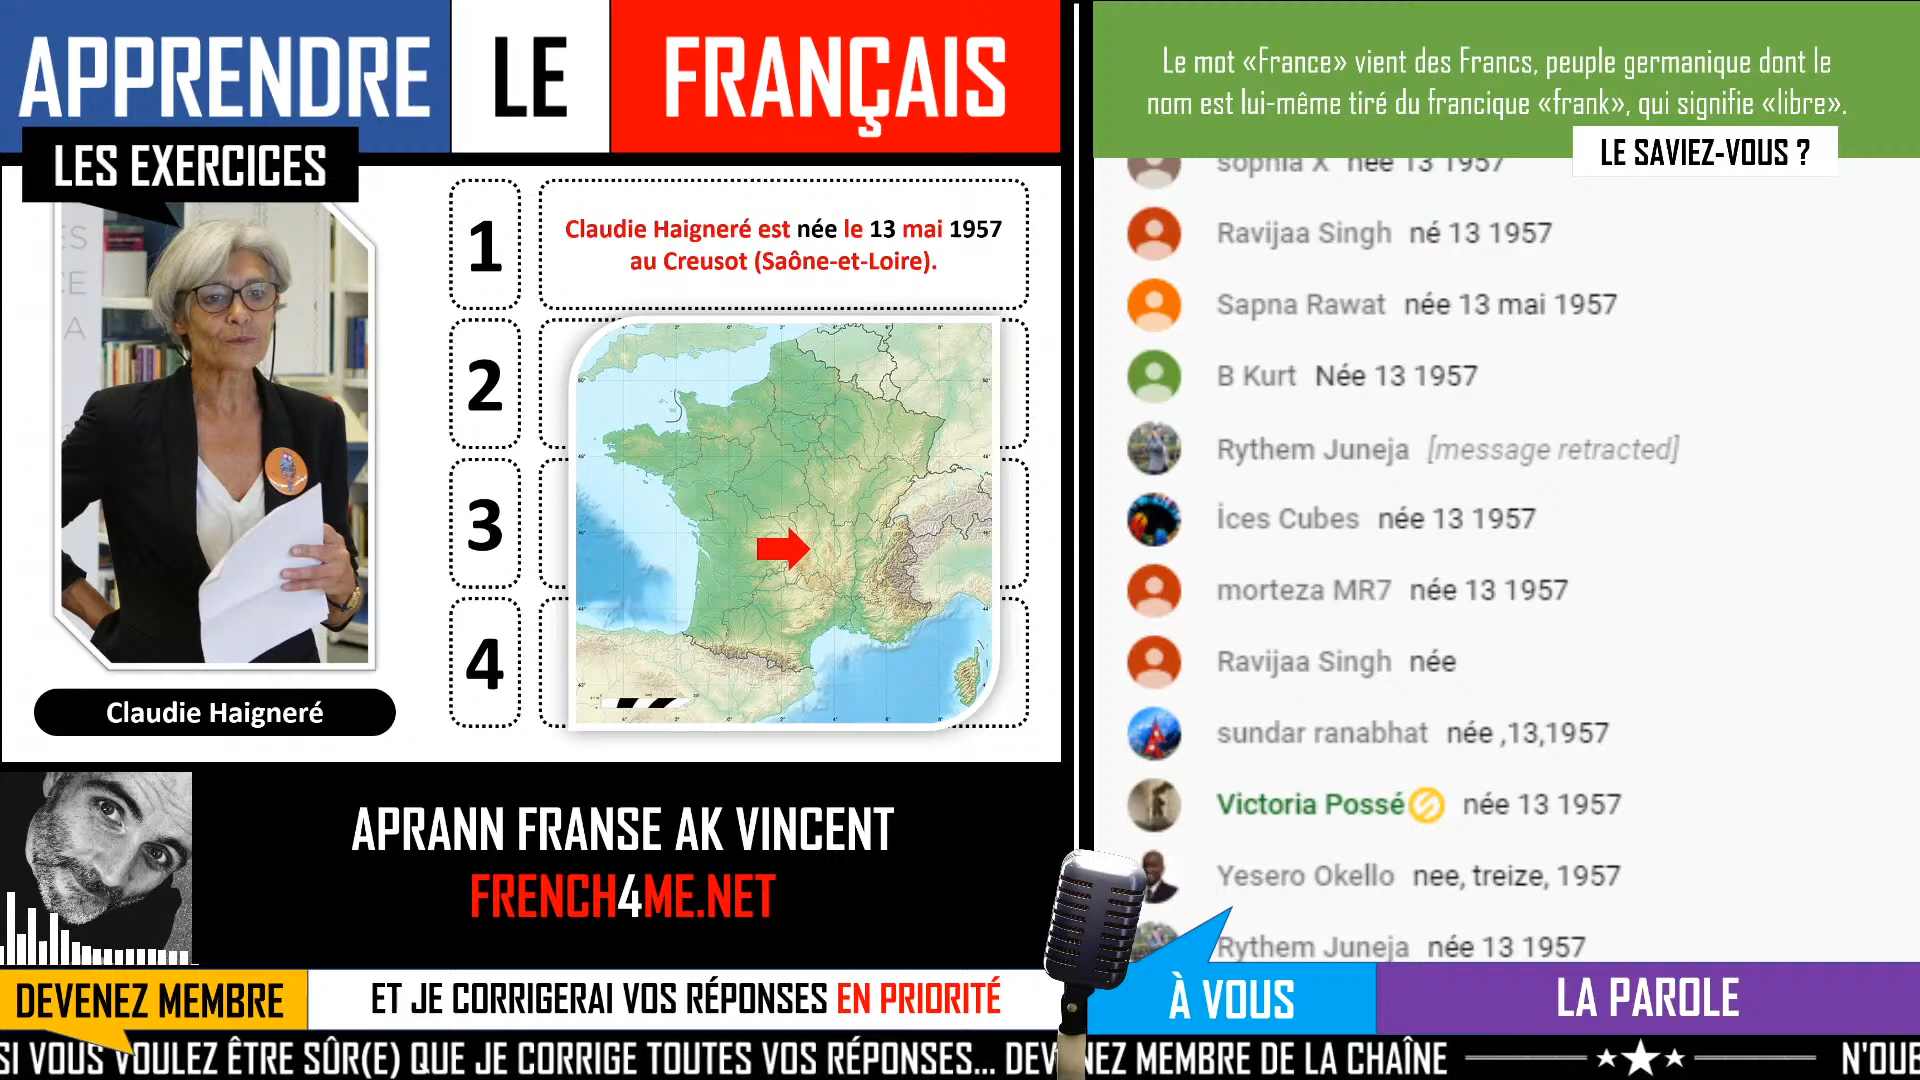 APPRENDRE LE FRANÇAIS
LES EXERCICES
1
Claudie Haigneré est née le 13 mai 1957
au Creusot (Saône-et-Loire).
2
3
4
Claudie Haigneré
APRANN FRANSE AK VINCENT
FRENCH4ME.NET
DEVENEZ MEMBRE
ET JE CORRIGERAI VOS RÉPONSES EN PRIORITÉ
Le mot «France» vient des Francs, peuple germanique dont le
nom est lui-même tiré du francique «frank», qui signifie «libre».
LE SAVIEZ-VOUS ?
sophia X née 13 1957
Ravijaa Singh né 13 1957
Sapna Rawat née 13 mai 1957
B Kurt Née 13 1957
Rythem Juneja [message retracted]
İces Cubes née 13 1957
morteza MR7 née 13 1957
Ravijaa Singh née
sundar ranabhat née ,13,1957
Victoria Possé née 13 1957
Yesero Okello nee, treize, 1957
Rythem Juneja née 13 1957
À VOUS LA PAROLE
SI VOUS VOULEZ ÊTRE SÛR(E) QUE JE CORRIGE TOUTES VOS RÉPONSES... DEVENEZ MEMBRE DE LA CHAÎNE N'OUB